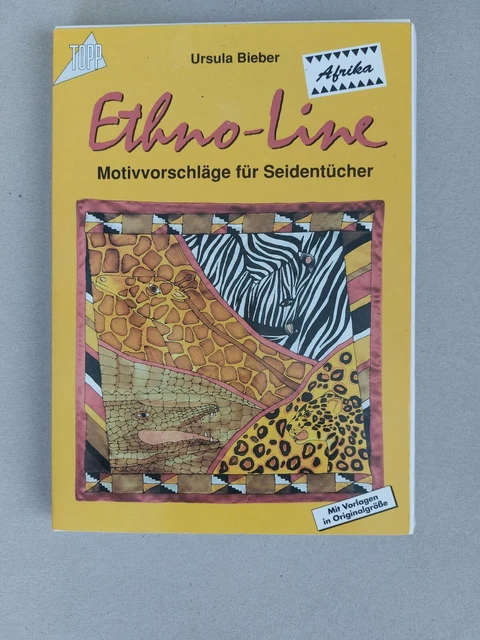 TOPP
Ursula Bieber
Afrika
Ethno-Line
Motivvorschläge für Seidentücher
Mit Vorlagen
in Originalgröße